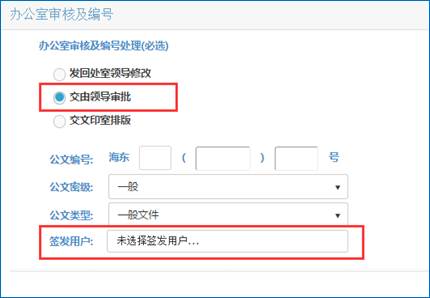 办公室审核及编号
办公室审核及编号处理(必选)
发回处室领导修改
交由领导审批
交文印室排版
公文编号: 海东 ( ) 号
公文密级: 一般
公文类型: 一般文件
签发用户: 未选择签发用户...